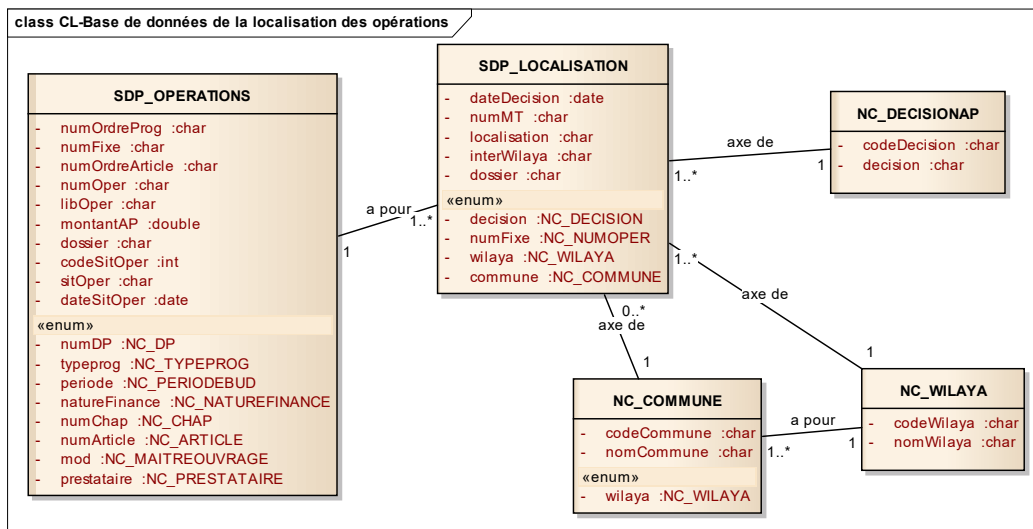 class CL-Base de données de la localisation des opérations
SDP_OPERATIONS
- numOrdreProg :char
- numFixe :char
- numOrdreArticle :char
- numOper :char
- libOper :char
- montantAP :double
- dossier :char
- codeSitOper :int
- sitOper :char
- dateSitOper :date
«enum»
- numDP :NC_DP
- typeprog :NC_TYPEPROG
- periode :NC_PERIODEBUD
- natureFinance :NC_NATUREFINANCE
- numChap :NC_CHAP
- numArticle :NC_ARTICLE
- mod :NC_MAITREOUVRAGE
- prestataire :NC_PRESTATAIRE
a pour
1
1..*
SDP_LOCALISATION
- dateDecision :date
- numMT :char
- localisation :char
- interWilaya :char
- dossier :char
«enum»
- decision :NC_DECISION
- numFixe :NC_NUMOPER
- wilaya :NC_WILAYA
- commune :NC_COMMUNE
axe de
1..*
1
NC_DECISIONAP
- codeDecision :char
- decision :char
1..*
axe de
1
0..*
axe de
1
NC_COMMUNE
- codeCommune :char
- nomCommune :char
«enum»
- wilaya :NC_WILAYA
a pour
1..*
1
NC_WILAYA
- codeWilaya :char
- nomWilaya :char